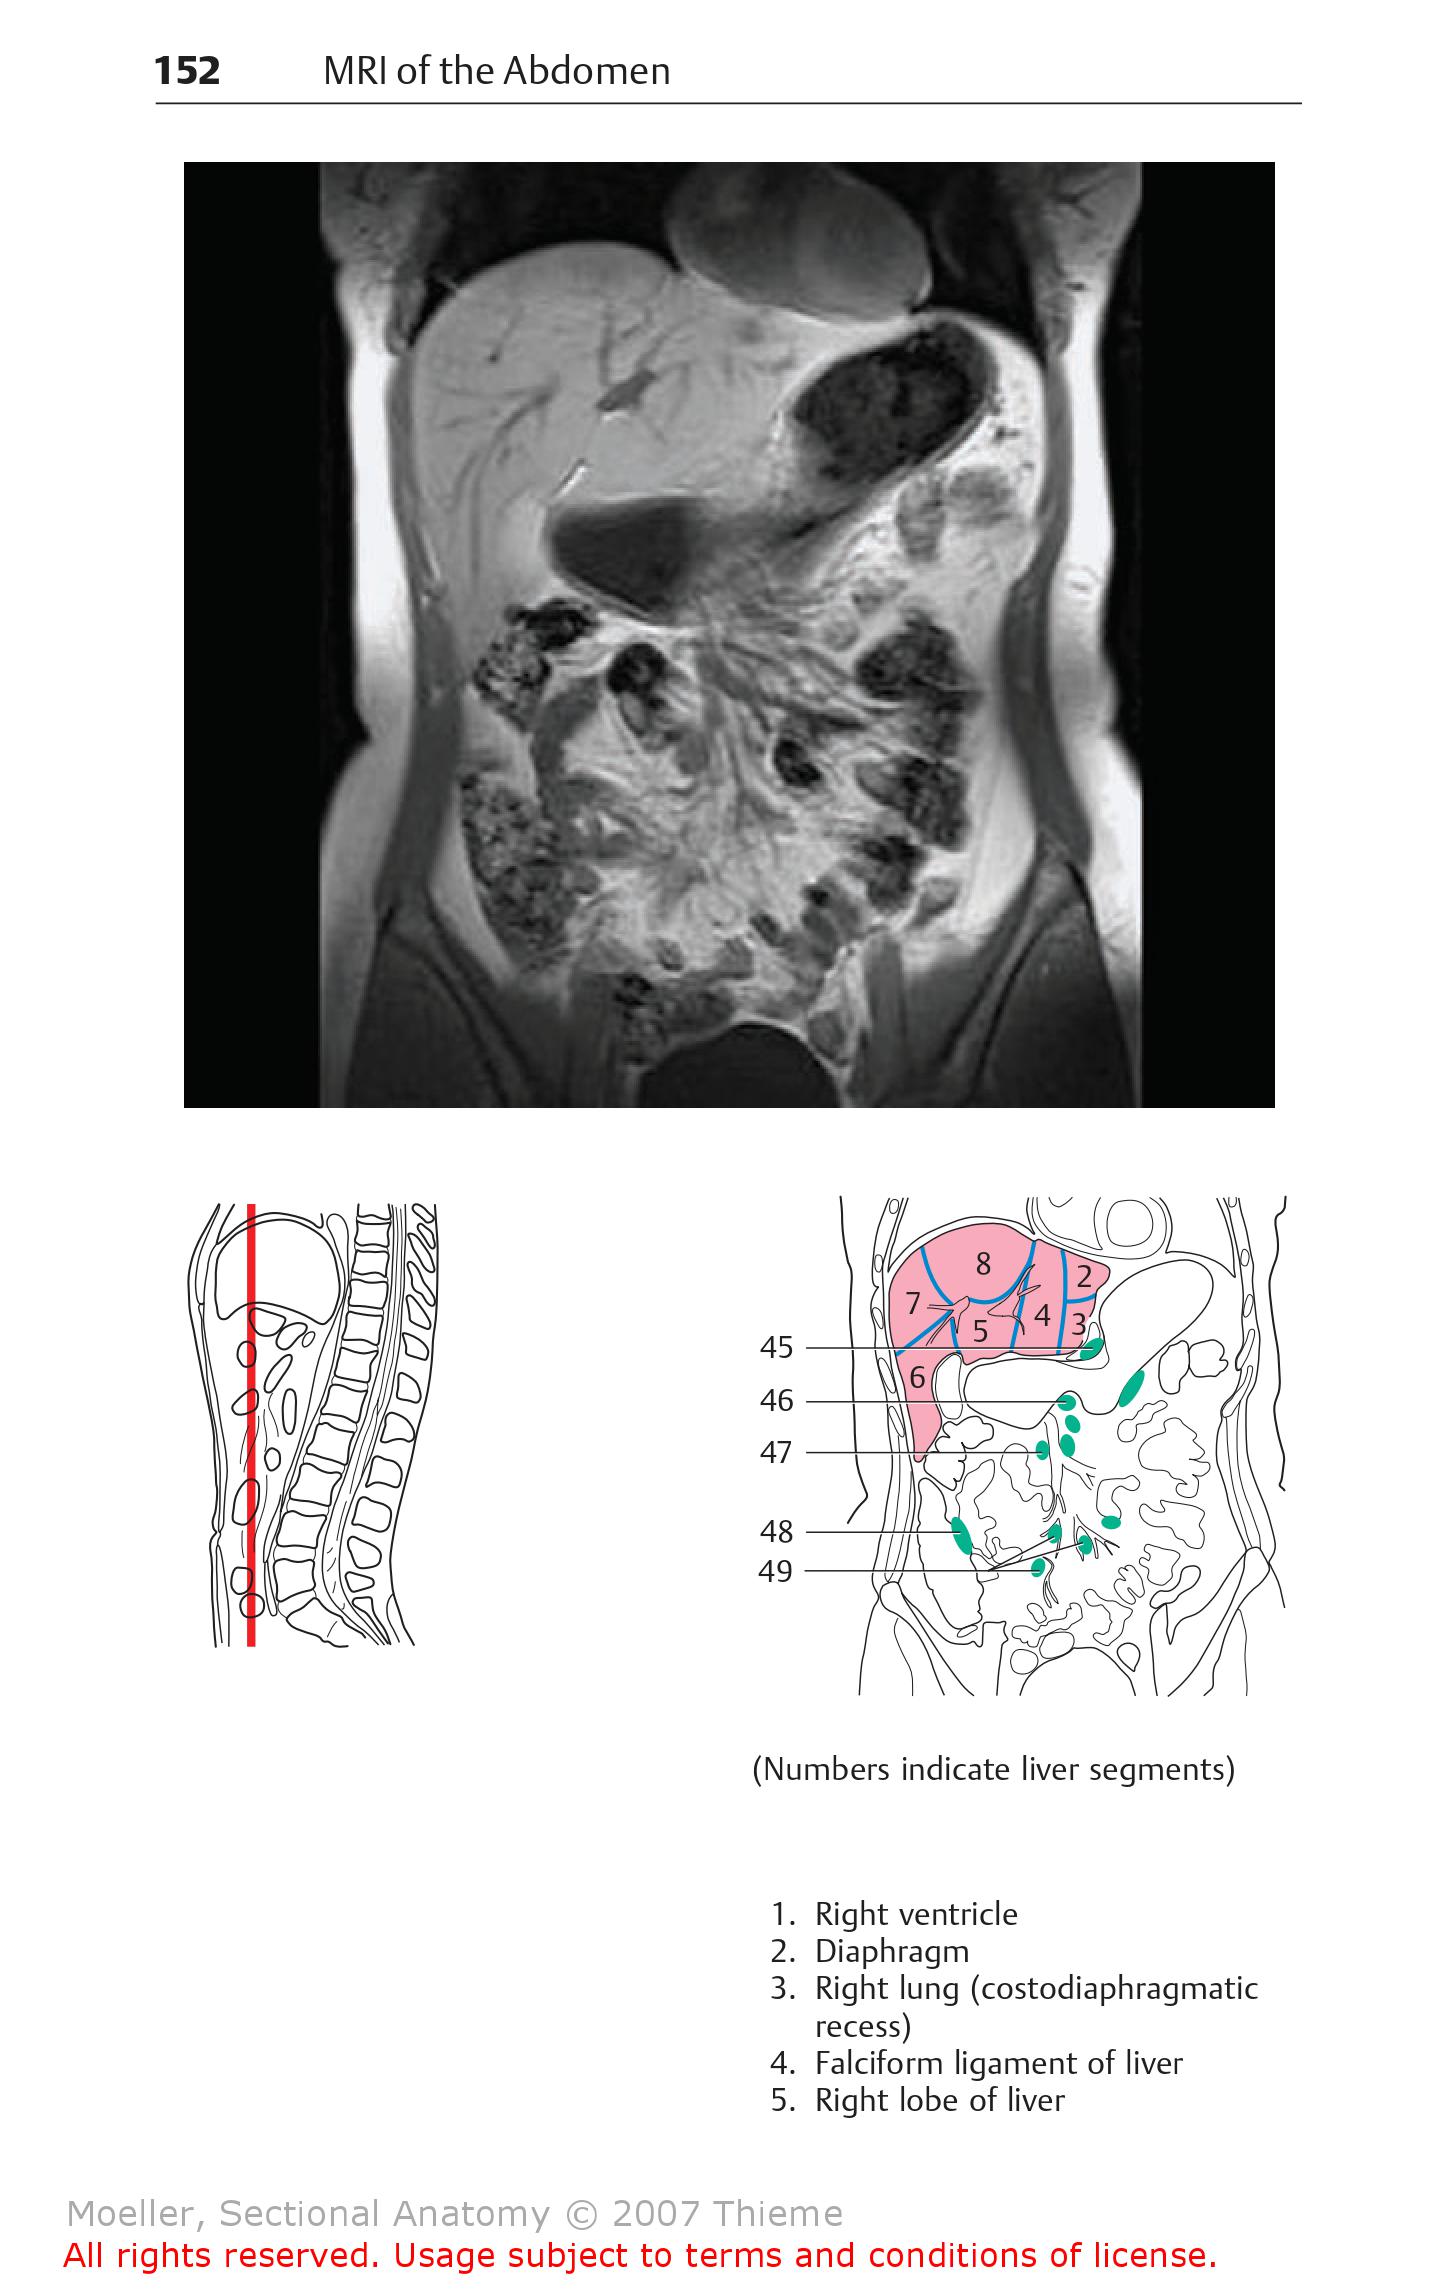 152 MRI of the Abdomen
8
2
7
4
3
5
45
6
46
47
48
49
(Numbers indicate liver segments)
1. Right ventricle
2. Diaphragm
3. Right lung (costodiaphragmatic
recess)
4. Falciform ligament of liver
5. Right lobe of liver
Moeller, Sectional Anatomy © 2007 Thieme
All rights reserved. Usage subject to terms and conditions of license.